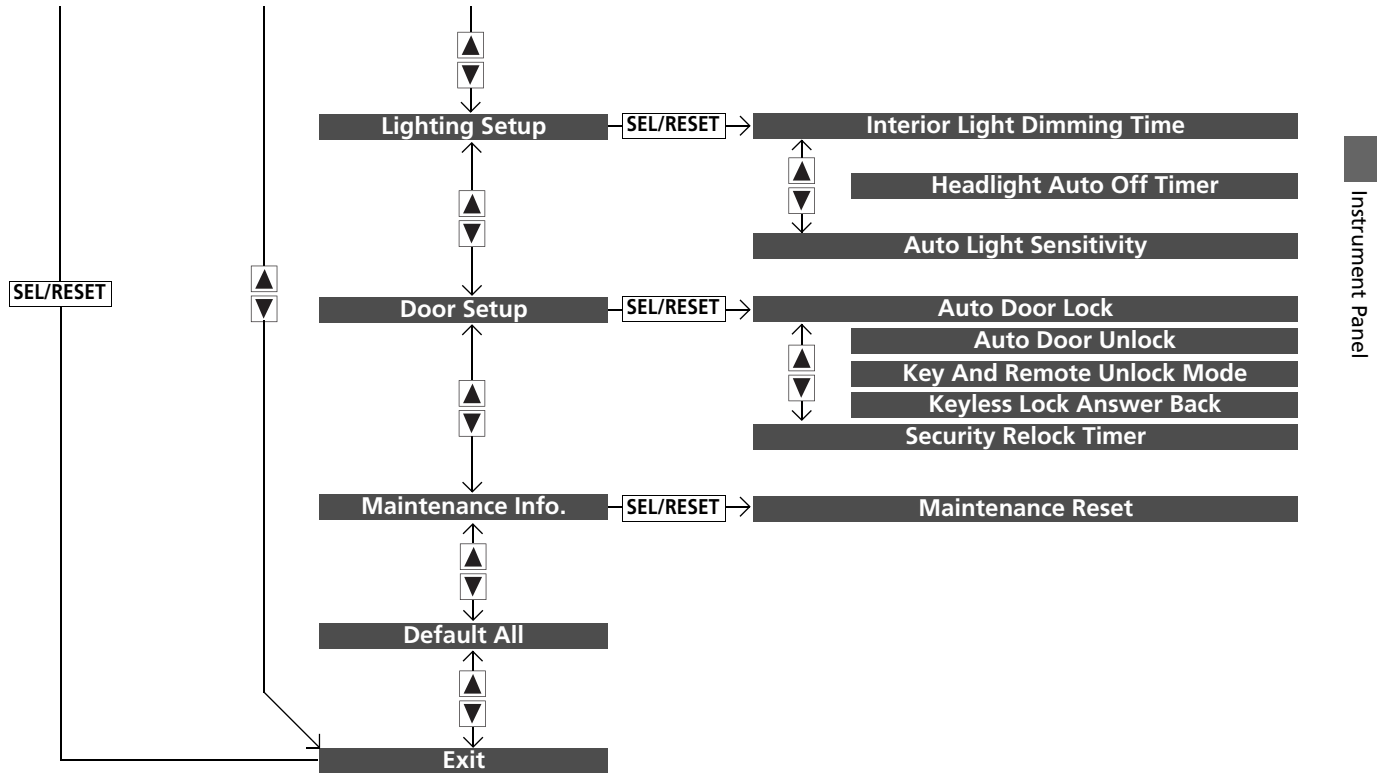 Lighting Setup SEL/RESET Interior Light Dimming Time
Headlight Auto Off Timer
Auto Light Sensitivity
SEL/RESET
Door Setup SEL/RESET Auto Door Lock
Auto Door Unlock
Key And Remote Unlock Mode
Keyless Lock Answer Back
Security Relock Timer
Maintenance Info. SEL/RESET Maintenance Reset
Default All
Exit
Instrument Panel